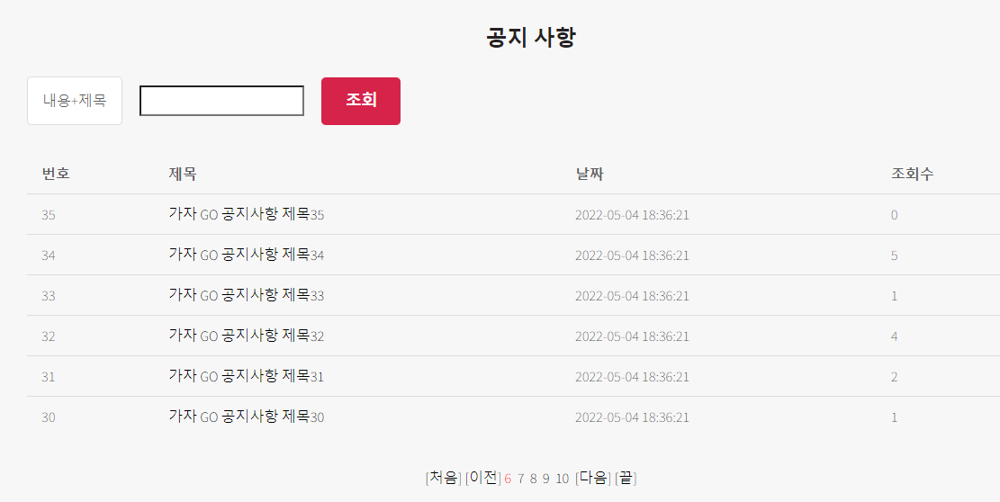 공지 사항
내용+제목 조회
번호 제목 날짜 조회수
35 가자 GO 공지사항 제목35 2022-05-04 18:36:21 0
34 가자 GO 공지사항 제목34 2022-05-04 18:36:21 5
33 가자 GO 공지사항 제목33 2022-05-04 18:36:21 1
32 가자 GO 공지사항 제목32 2022-05-04 18:36:21 4
31 가자 GO 공지사항 제목31 2022-05-04 18:36:21 2
30 가자 GO 공지사항 제목30 2022-05-04 18:36:21 1
[처음] [이전] 6 7 8 9 10 [다음] [끝]